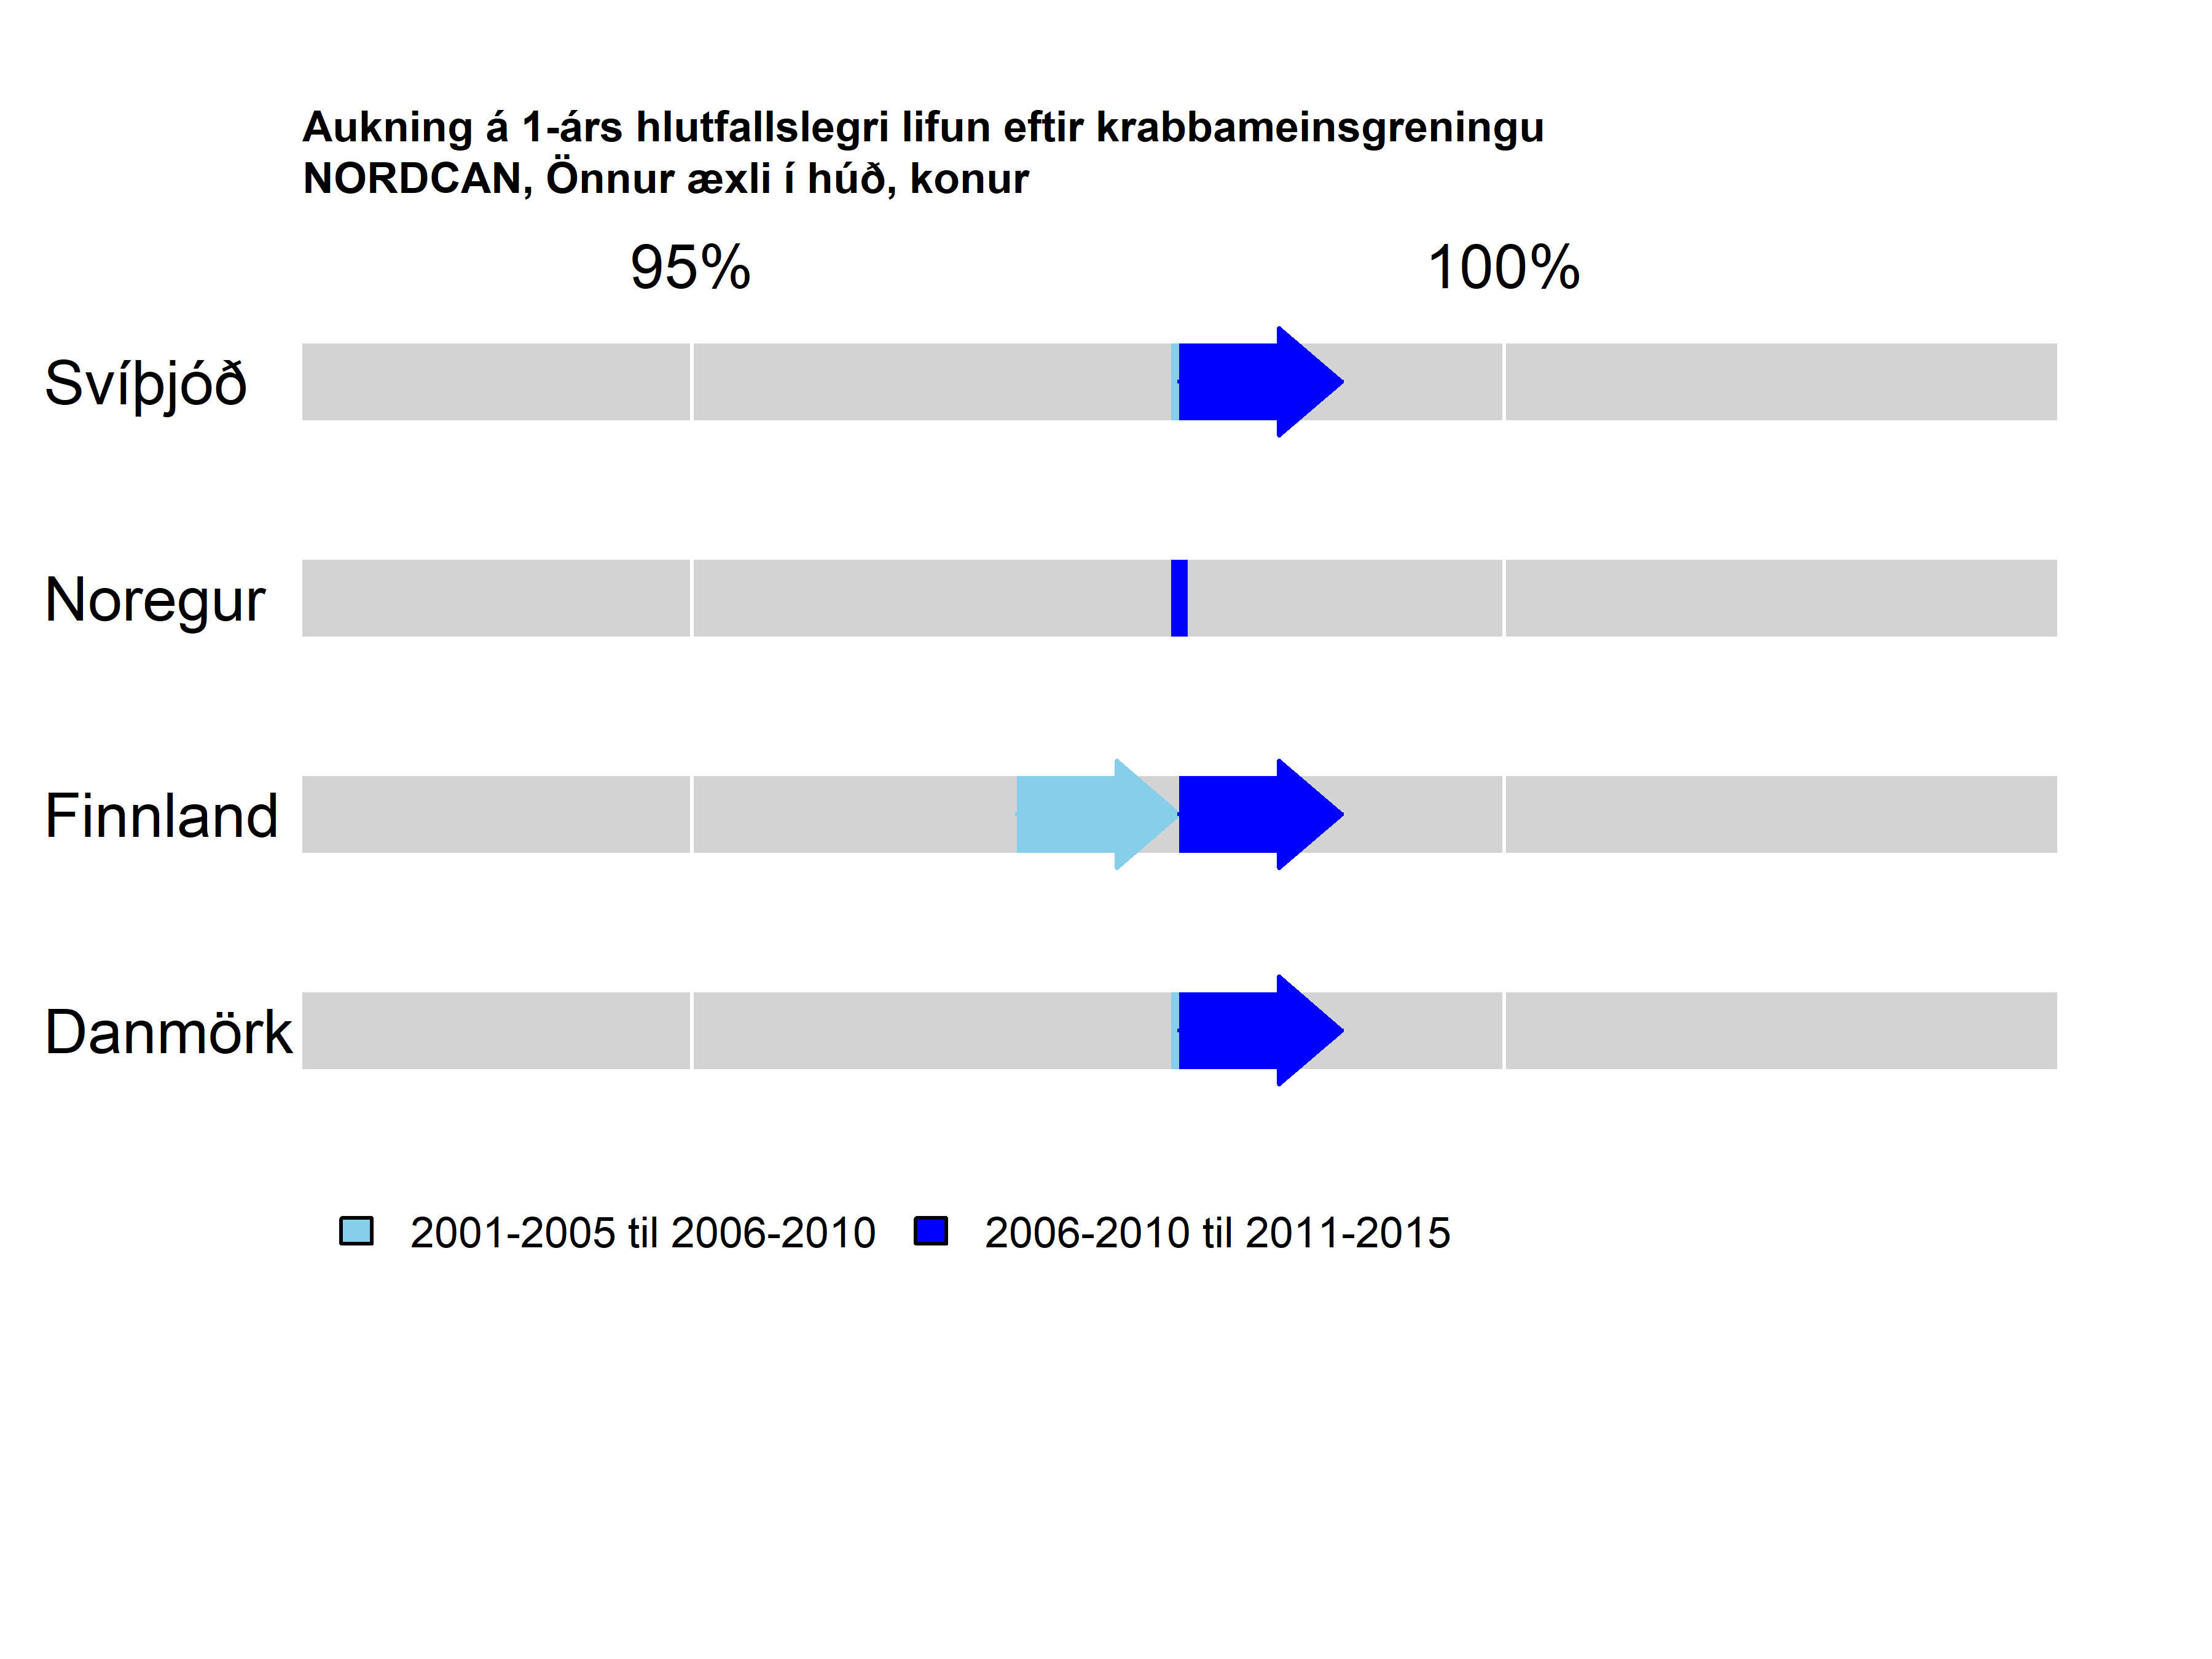 Aukning á 1-árs hlutfallslegri lifun eftir krabbameinsgreningu
NORDCAN, Önnur æxli í húð, konur
95% 100%
Svíþjóð
Noregur
Finnland
Danmörk
2001-2005 til 2006-2010 2006-2010 til 2011-2015